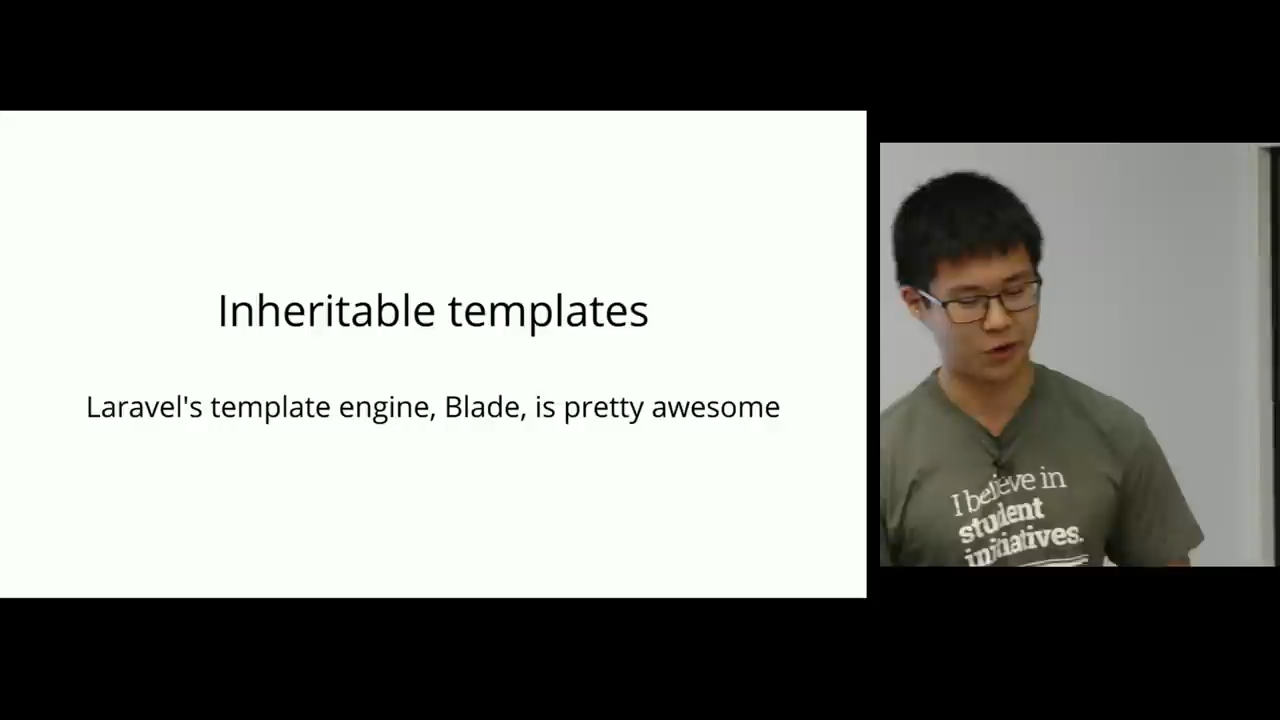 Inheritable templates
Laravel's template engine, Blade, is pretty awesome
I believe in
student
initiatives.